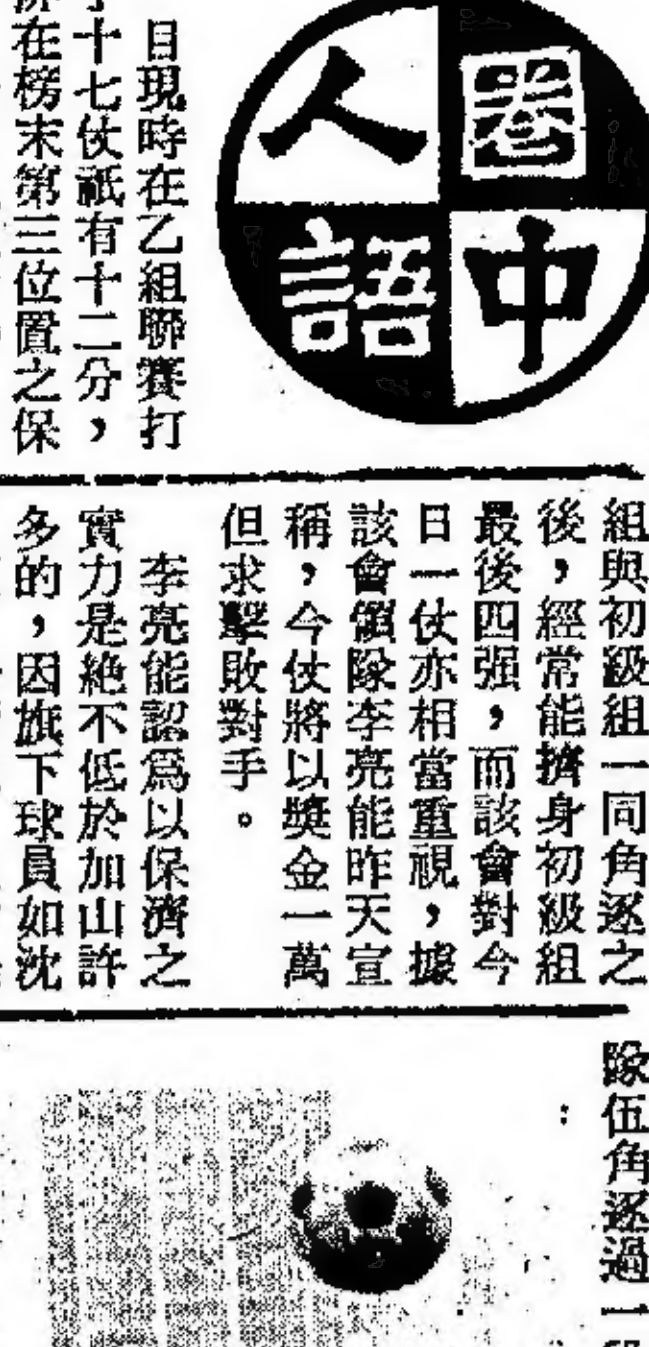 圈中人語
目現時在乙組聯賽打
十七仗祇有十二分，
在榜末第三位置之保
組與初級組一同角逐之
後，經常能擠身初級組
最後四强，而該會對今
日一仗亦相當重視，據
該會領隊李亮能昨天宣
稱，今仗將以獎金一萬
但求擊敗對手。
李亮能認爲以保濟之
實力是絶不低於加山許
多的，因旗下球員如沈
隊伍角逐過一
：